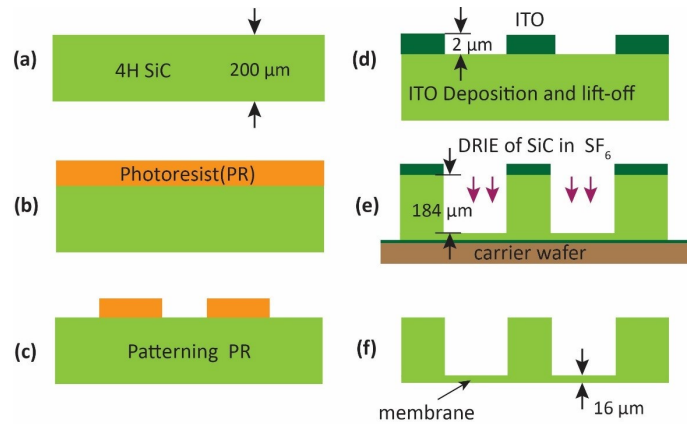 (a)
4H SiC
200 µm
(b)
Photoresist(PR)
(c)
Patterning PR
ITO
(d)
2 µm
ITO Deposition and lift-off
DRIE of SiC in SF₆
(e)
184 µm
carrier wafer
(f)
membrane
16 µm